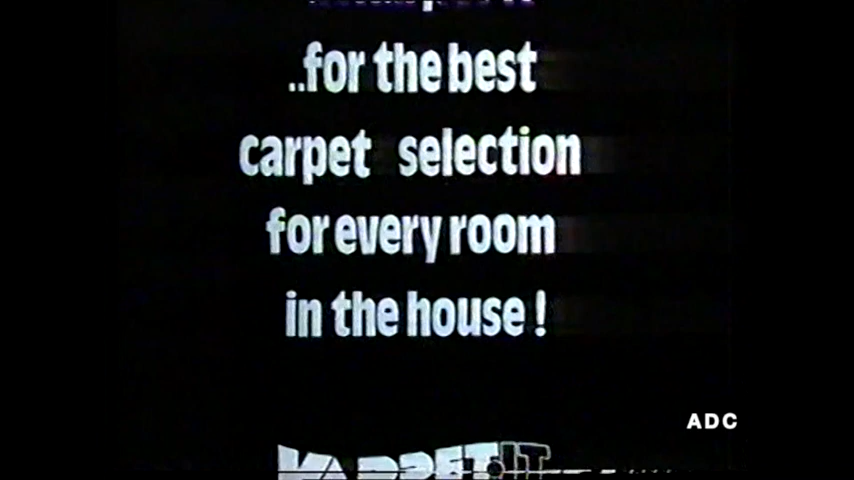 ..for the best
carpet selection
for every room
in the house!
ADC